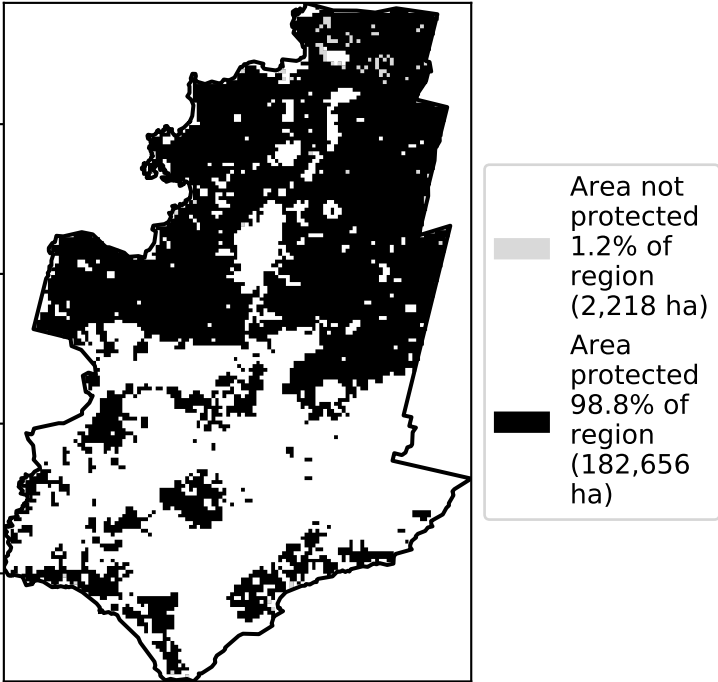 Area not
protected
1.2% of
region
(2,218 ha)
Area
protected
98.8% of
region
(182,656
ha)